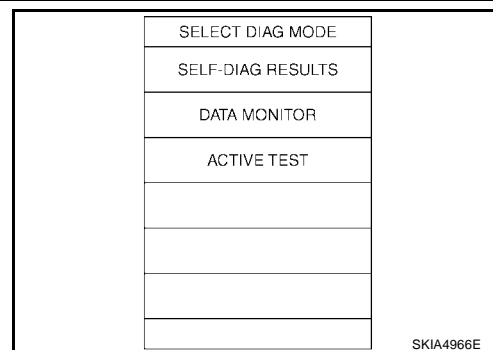 SELECT DIAG MODE
SELF-DIAG RESULTS
DATA MONITOR
ACTIVE TEST
SKIA4966E